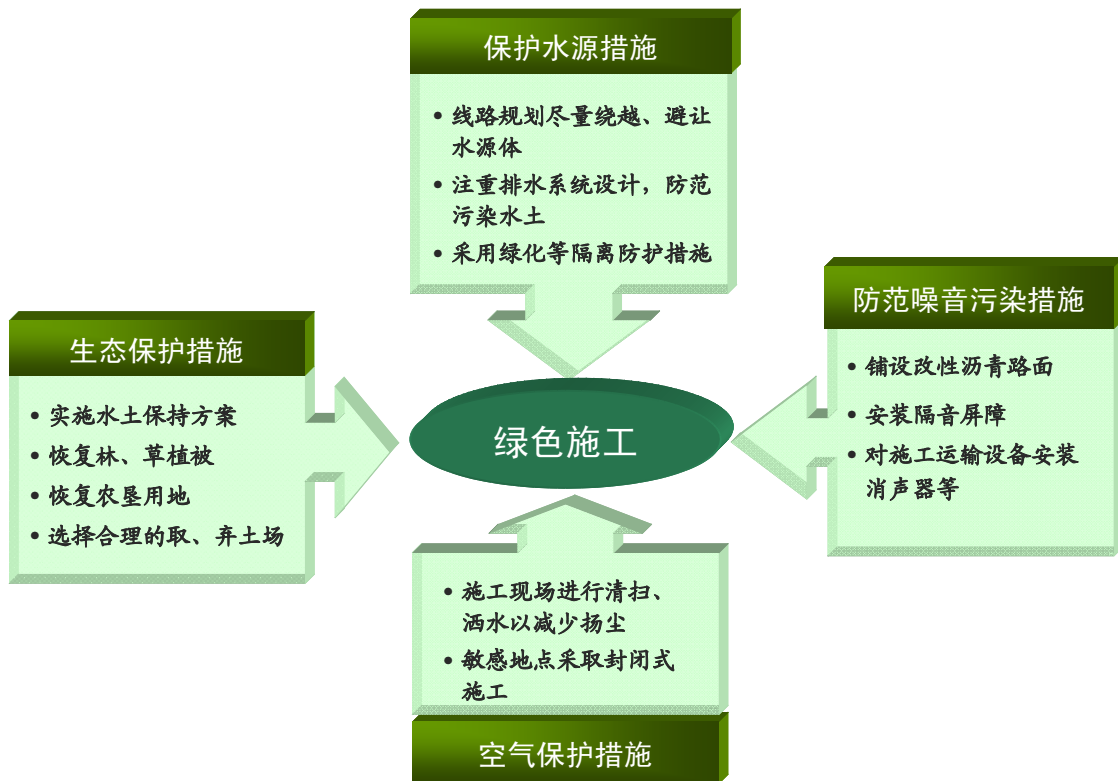 保护水源措施
• 线路规划尽量绕越、避让
水源体
• 注重排水系统设计，防范
污染水土
• 采用绿化等隔离防护措施
生态保护措施
• 实施水土保持方案
• 恢复林、草植被
• 恢复农垦用地
• 选择合理的取、弃土场
绿色施工
防范噪音污染措施
• 铺设改性沥青路面
• 安装隔音屏障
• 对施工运输设备安装
消声器等
• 施工现场进行清扫、
洒水以减少扬尘
• 敏感地点采取封闭式
施工
空气保护措施